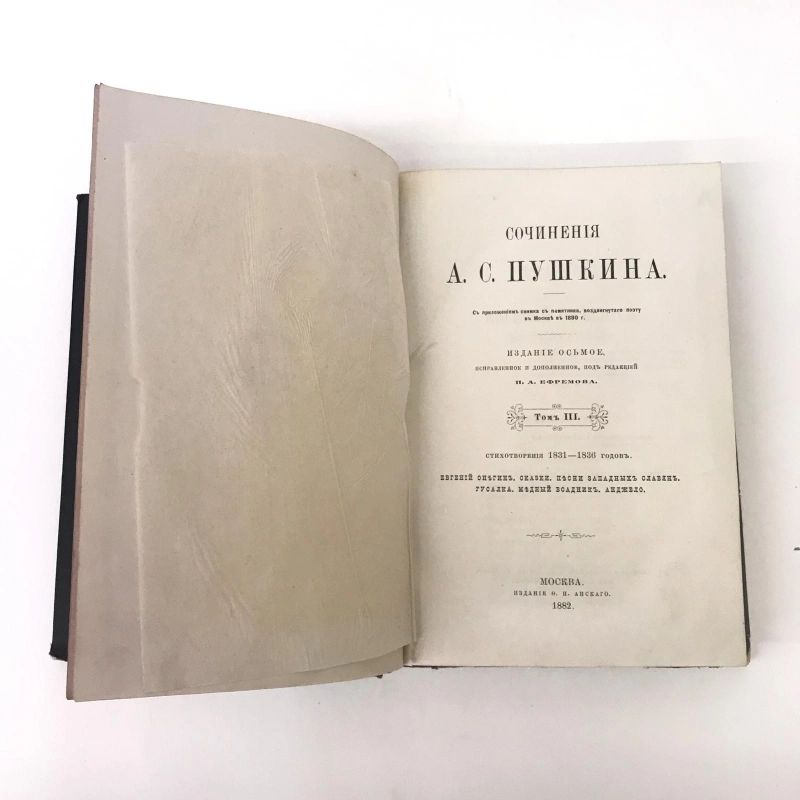 СОЧИНЕНІЯ
А. С. ПУШКИНА.
Съ приложеніемъ снимка съ памятника, воздвигнутаго поэту
въ Москвѣ въ 1880 г.
ИЗДАНІЕ ОСЬМОЕ,
ИСПРАВЛЕННОЕ И ДОПОЛНЕННОЕ, ПОДЪ РЕДАКЦІЕЙ
П. А. ЕФРЕМОВА.
Томъ III.
СТИХОТВОРЕНІЯ 1831—1836 ГОДОВЪ.
ЕВГЕНІЙ ОНѢГИНЪ. СКАЗКИ. ПѢСНИ ЗАПАДНЫХЪ СЛАВЯНЪ.
РУСАЛКА. МѢДНЫЙ ВСАДНИКЪ. АНДЖЕЛО.
МОСКВА.
ИЗДАНІЕ Ѳ. И. АНСКАГО.
1882.